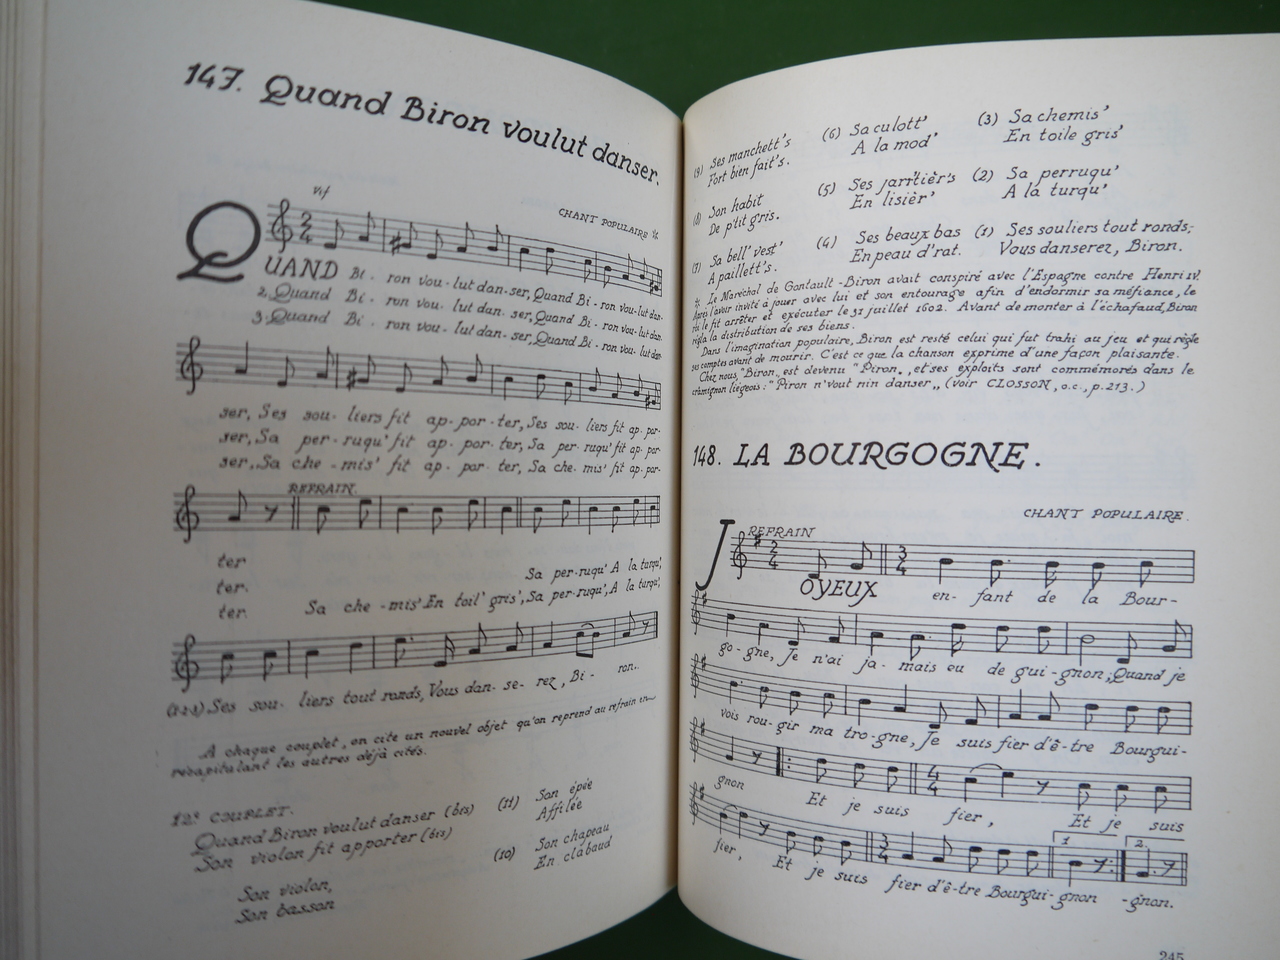 147. Quand Biron voulut danser.
vif
CHANT POPULAIRE *
QUAND Bi - ron vou - lut dan - ser, Quand Bi - ron vou - lut dan-
2. Quand Bi - ron vou - lut dan - ser, Quand Bi - ron vou - lut dan-
3. Quand Bi - ron vou - lut dan - ser, Quand Bi - ron vou - lut dan-
ser, Ses sou - liers fit ap - por - ter, Ses sou - liers fit ap - por-
ser, Sa per - ruqu' fit ap - por - ter, Sa per - ruqu' fit ap - por-
ser, Sa che - mis' fit ap - por - ter, Sa che - mis' fit ap - por-
REFRAIN.
ter
ter. Sa per-ruqu' A la turqu',
ter. Sa che - mis' En toil' gris', Sa per-ruqu', A la turqu',
(1-2-3) Ses sou - liers tout ronds, Vous dan - se - rez, Bi - ron.
A chaque couplet, on cite un nouvel objet qu'on reprend au refrain en
récapitulant les autres déjà cités.
12e COUPLET.
Quand Biron voulut danser (bis)
Son violon fit apporter (bis)
Son violon,
Son basson
(11) Son épée
Affilée
(10) Son chapeau
En clabaud
(9) Ses manchett's
Fort bien fait's.
(8) Son habit
De p'tit gris.
(7) Sa bell' vest'
A paillett's.
(6) Sa culott'
A la mod'
(5) Ses jarr'tièr's
En lisièr'
(4) Ses beaux bas
En peau d'rat.
(3) Sa chemis'
En toile gris'
(2) Sa perruqu'
A la turqu'
(1) Ses souliers tout ronds;
Vous danserez, Biron.
* Le Maréchal de Gontault-Biron avait conspiré avec l'Espagne contre Henri IV.
Après l'avoir invité à jouer avec lui et son entourage afin d'endormir sa méfiance, le
roi le fit arrêter et exécuter le 31 juillet 1602. Avant de monter à l'échafaud, Biron
régla la distribution de ses biens.
Dans l'imagination populaire, Biron est resté celui qui fut trahi au jeu et qui règle
ses comptes avant de mourir. C'est ce que la chanson exprime d'une façon plaisante.
Chez nous, "Biron" est devenu "Piron", et ses exploits sont commémorés dans le
crâmignon liégeois : "Piron n'vout nin danser" (voir CLOSSON, o.c., p. 213.)
148. LA BOURGOGNE.
CHANT POPULAIRE.
REFRAIN
JOYEUX en - fant de la Bour-
go - gne, Je n'ai ja - mais eu de gui - gnon; Quand je
vois rou - gir ma tro - gne, Je suis fier d'ê - tre Bourgui-
gnon Et je suis fier, Et je suis
1. 2.
fier, Et je suis fier d'ê - tre Bourgui - gnon - gnon.
245